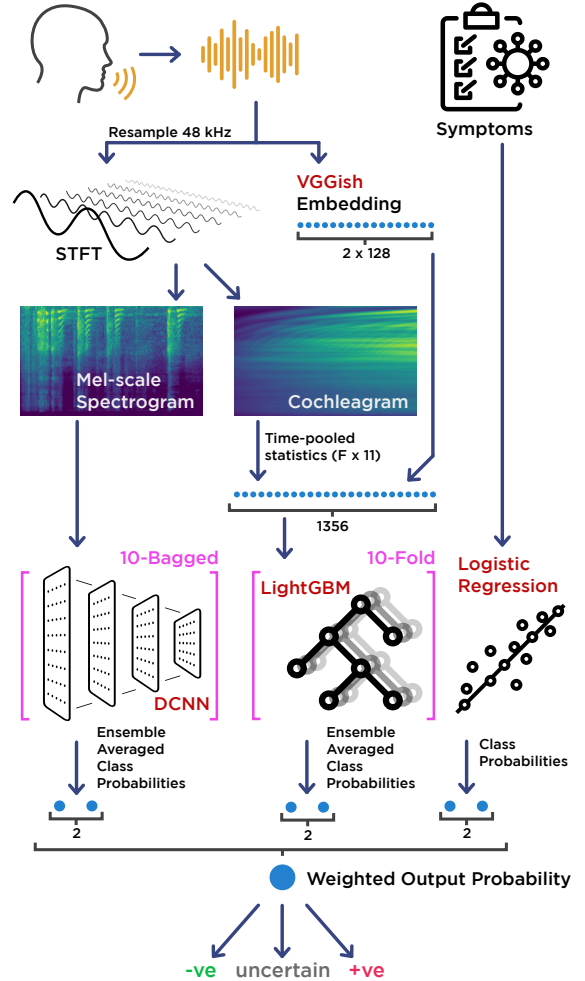 Resample 48 kHz
Symptoms
VGGish
Embedding
STFT
2 x 128
Mel-scale
Spectrogram
Cochleagram
Time-pooled
statistics (F x 11)
1356
10-Bagged
10-Fold
Logistic
Regression
LightGBM
DCNN
Ensemble
Averaged
Class
Probabilities
Ensemble
Averaged
Class
Probabilities
Class
Probabilities
2
2
2
Weighted Output Probability
-ve uncertain +ve